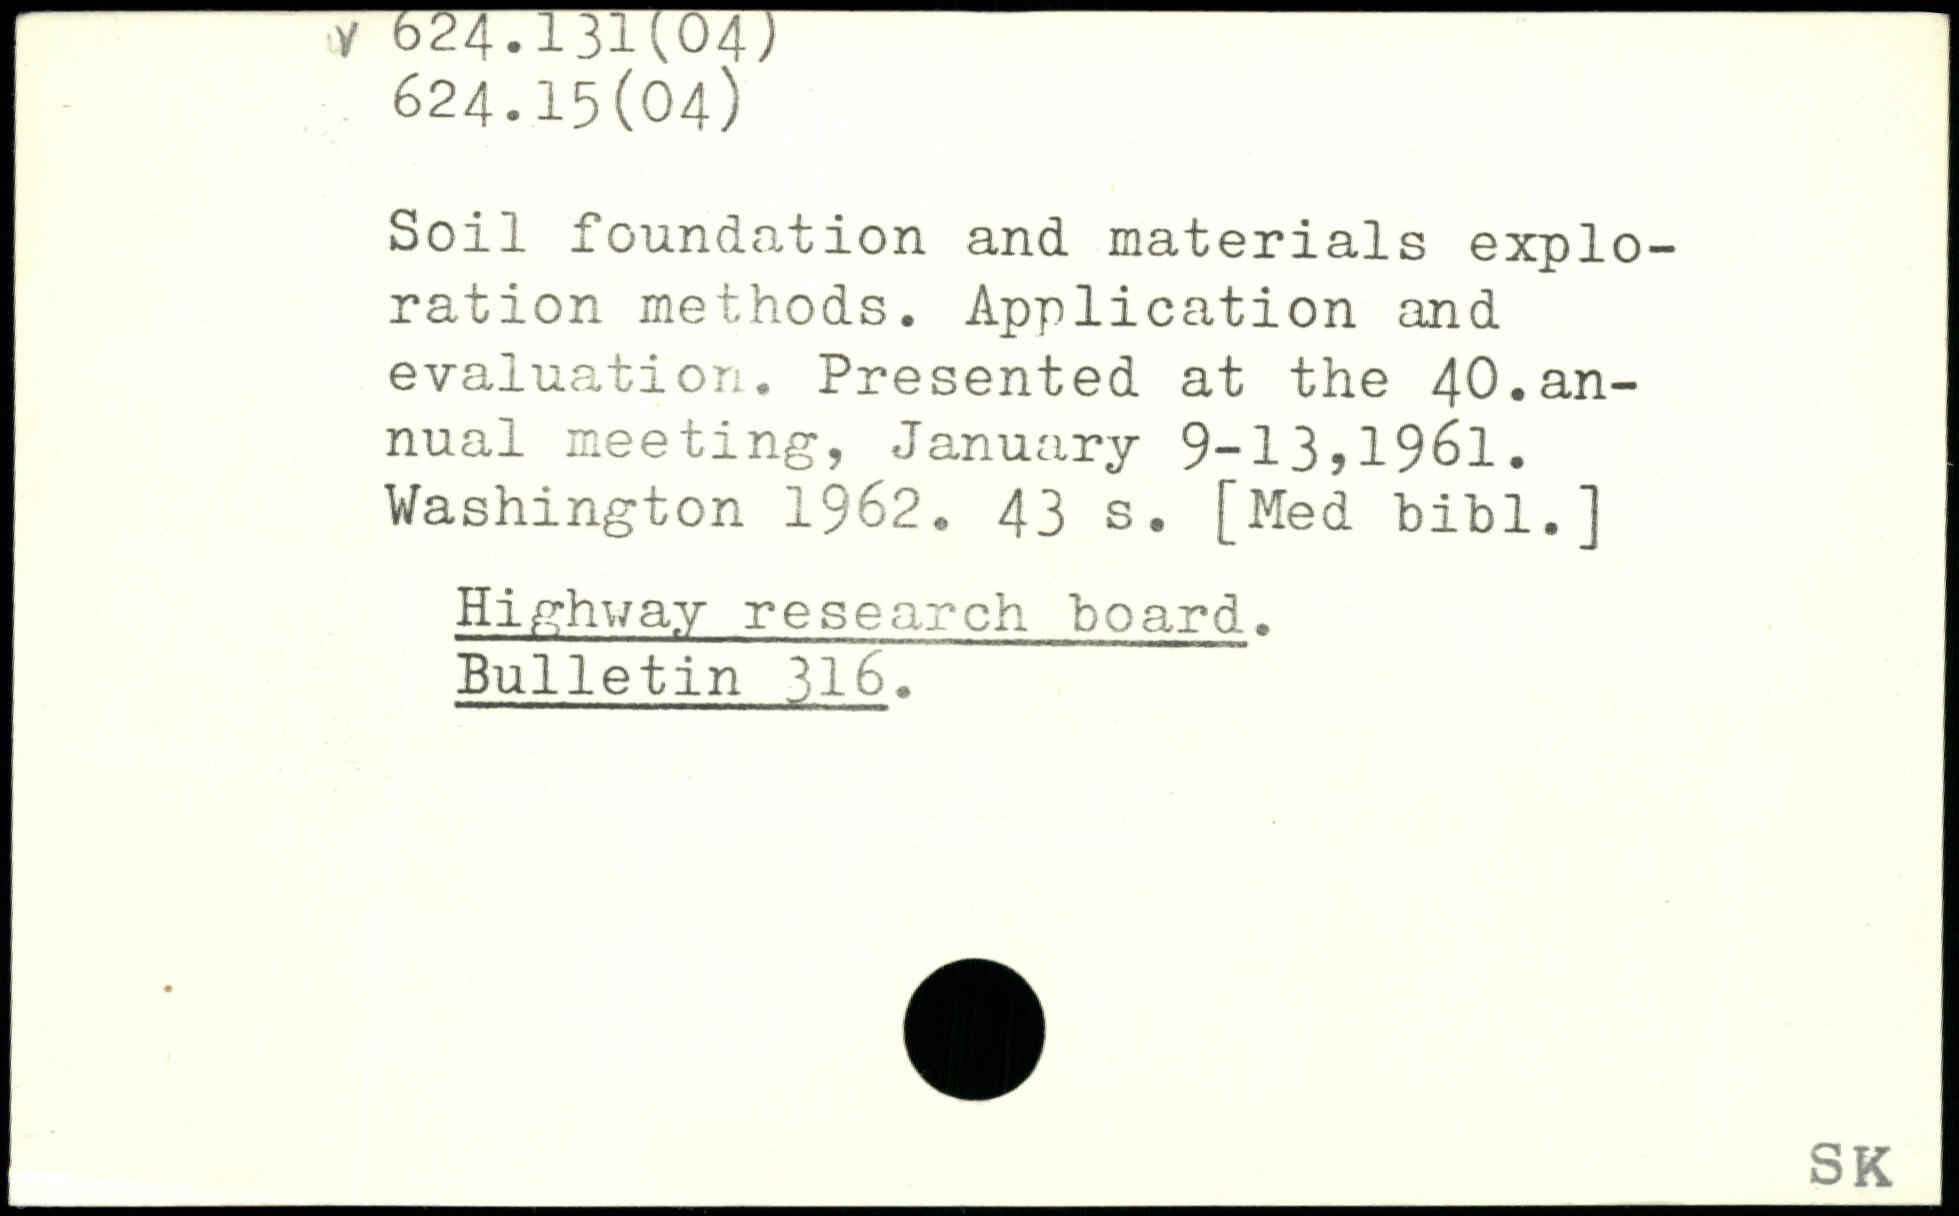 v 624.131(04)
624.15(04)
Soil foundation and materials explo-
ration methods. Application and
evaluation. Presented at the 40.an-
nual meeting, January 9-13,1961.
Washington 1962. 43 s. [Med bibl.]
Highway research board.
Bulletin 316.
SK